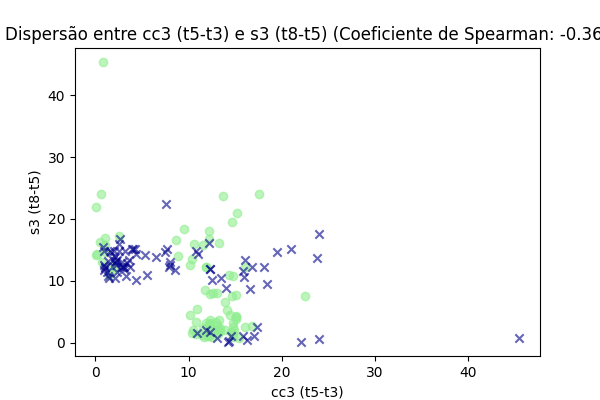 Dispersão entre cc3 (t5-t3) e s3 (t8-t5) (Coeficiente de Spearman: -0.36
40
30
20
10
0
s3 (t8-t5)
0 10 20 30 40
cc3 (t5-t3)